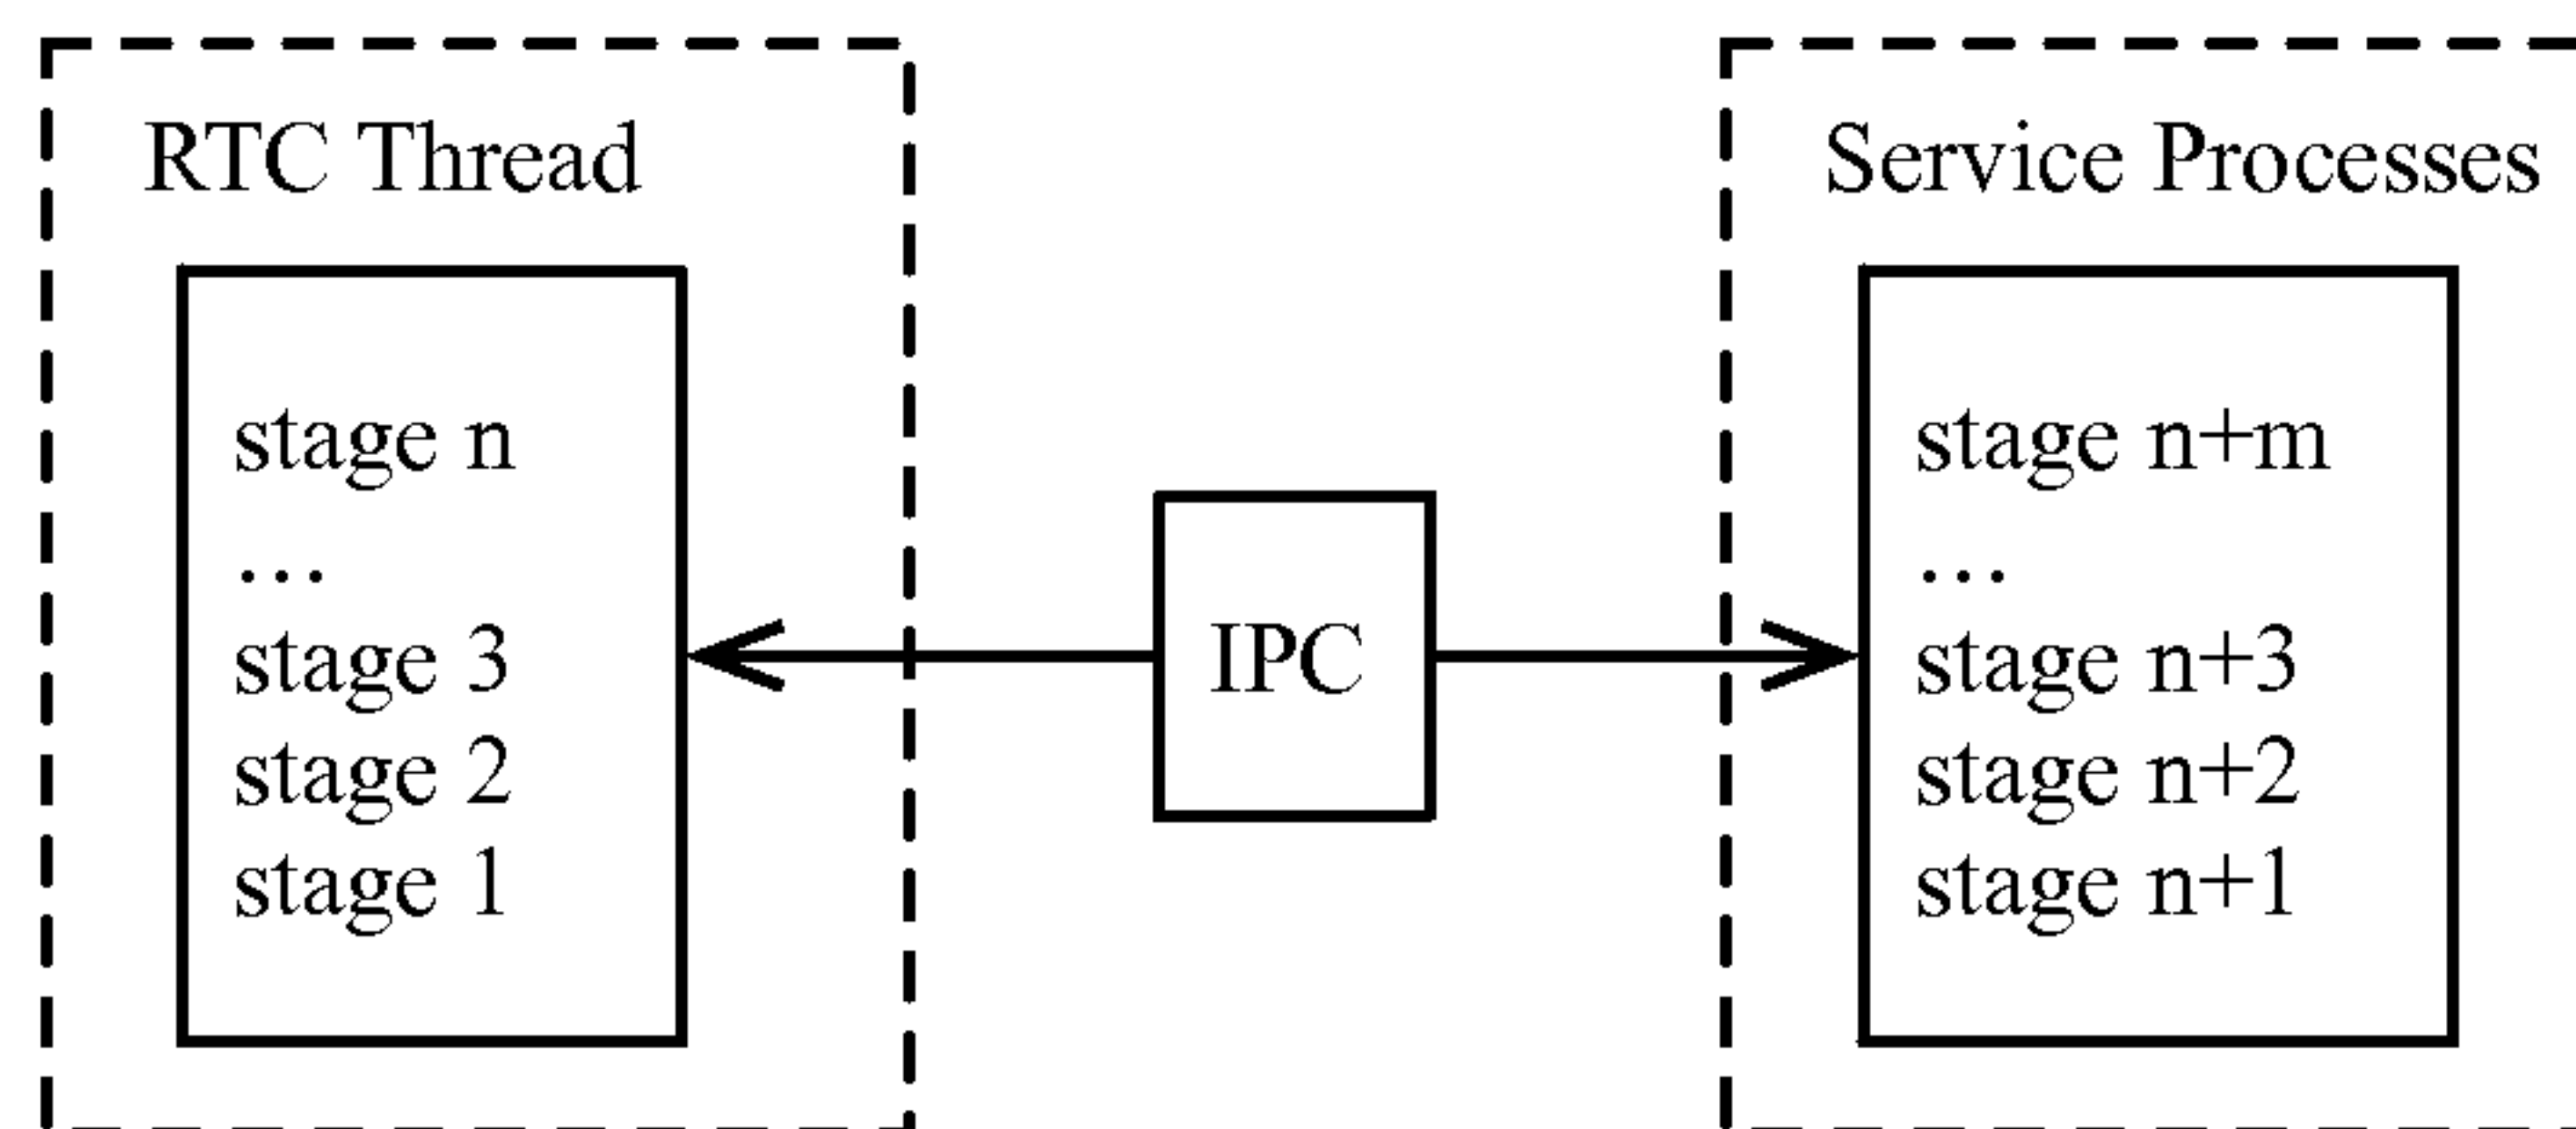 RTC Thread
stage n
...
stage 3
stage 2
stage 1
IPC
Service Processes
stage n+m
...
stage n+3
stage n+2
stage n+1